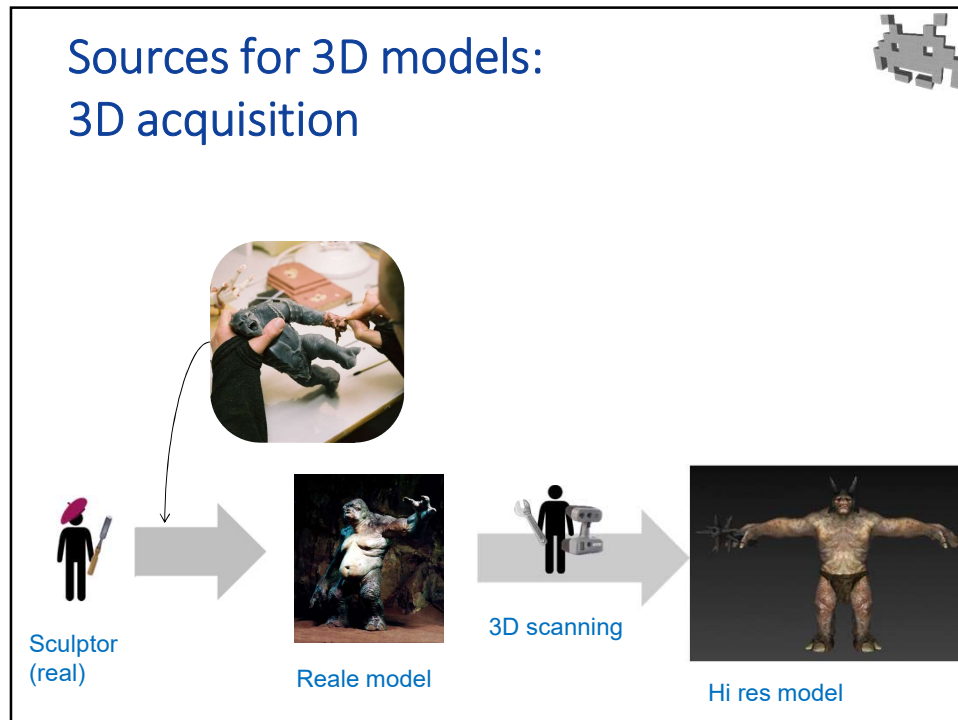 Sources for 3D models:
3D acquisition
Sculptor
(real)
Reale model
3D scanning
Hi res model